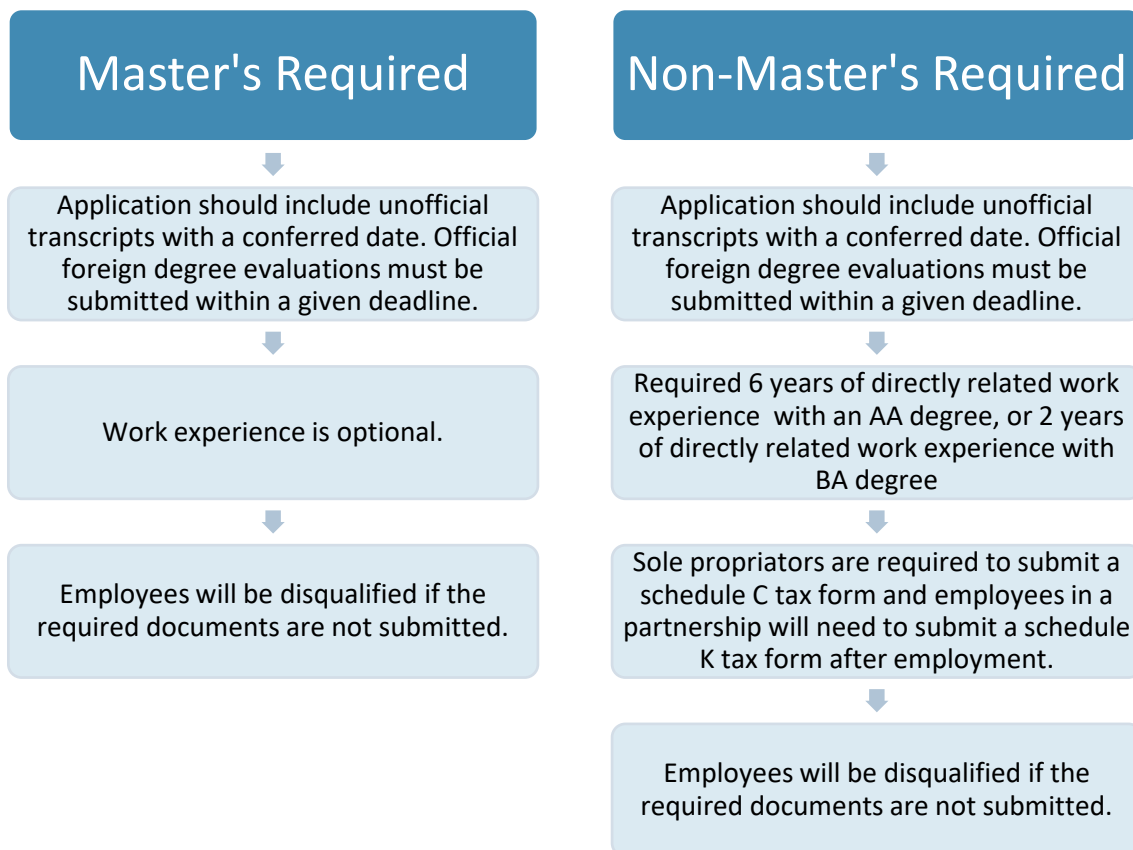 Master's Required
Application should include unofficial
transcripts with a conferred date. Official
foreign degree evaluations must be
submitted within a given deadline.
Work experience is optional.
Employees will be disqualified if the
required documents are not submitted.
Non-Master's Required
Application should include unofficial
transcripts with a conferred date. Official
foreign degree evaluations must be
submitted within a given deadline.
Required 6 years of directly related work
experience with an AA degree, or 2 years
of directly related work experience with
BA degree
Sole propriators are required to submit a
schedule C tax form and employees in a
partnership will need to submit a schedule
K tax form after employment.
Employees will be disqualified if the
required documents are not submitted.